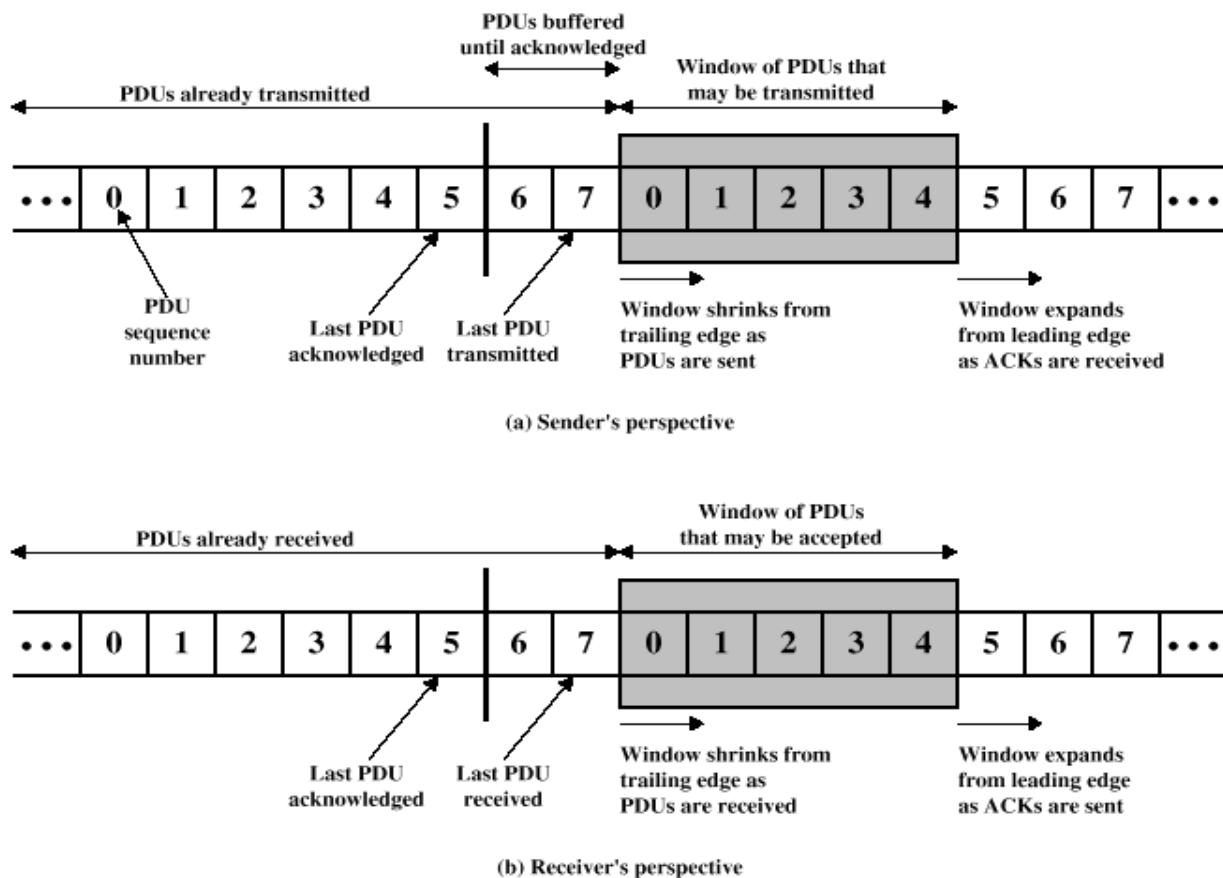 PDUs buffered
until acknowledged
Window of PDUs that
may be transmitted
PDUs already transmitted
••• 0 1 2 3 4 5 6 7 0 1 2 3 4 5 6 7 •••
PDU
sequence
number
Last PDU
acknowledged
Last PDU
transmitted
Window shrinks from
trailing edge as
PDUs are sent
Window expands
from leading edge
as ACKs are received
(a) Sender's perspective
Window of PDUs
that may be accepted
PDUs already received
••• 0 1 2 3 4 5 6 7 0 1 2 3 4 5 6 7 •••
Last PDU
acknowledged
Last PDU
received
Window shrinks from
trailing edge as
PDUs are received
Window expands
from leading edge
as ACKs are sent
(b) Receiver's perspective